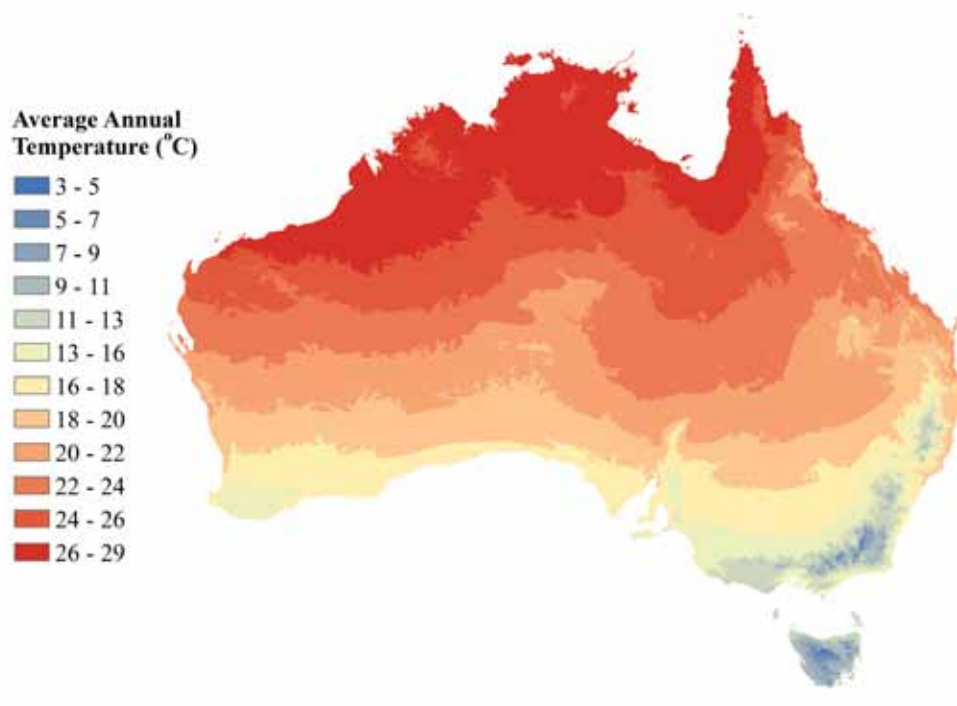 Average Annual
Temperature (°C)
3 - 5
5 - 7
7 - 9
9 - 11
11 - 13
13 - 16
16 - 18
18 - 20
20 - 22
22 - 24
24 - 26
26 - 29